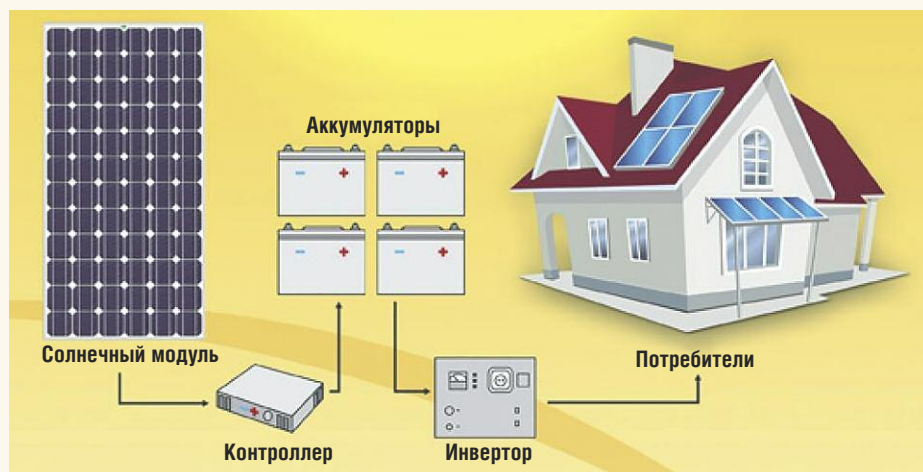 Аккумуляторы
Солнечный модуль
Потребители
Контроллер
Инвертор